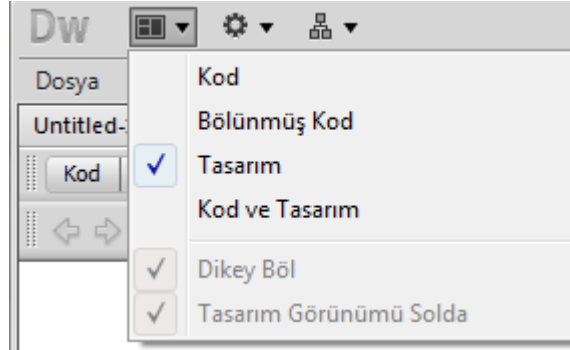 Dw
Dosya
Untitled-
Kod
Kod
Bölünmüş Kod
Tasarım
Kod ve Tasarım
Dikey Böl
Tasarım Görünümü Solda